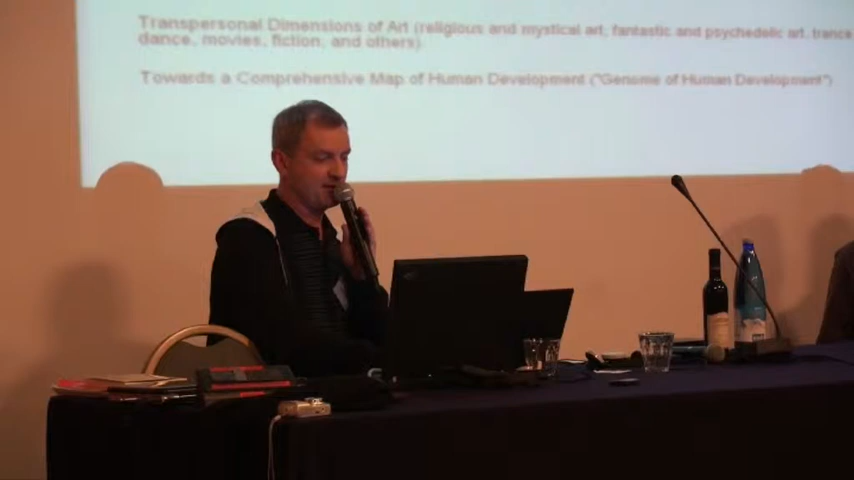 Transpersonal Dimensions of Art (religious and mystical art, fantastic and psychedelic art, trance
dance, movies, fiction, and others)
Towards a Comprehensive Map of Human Development ("Genome of Human Development")